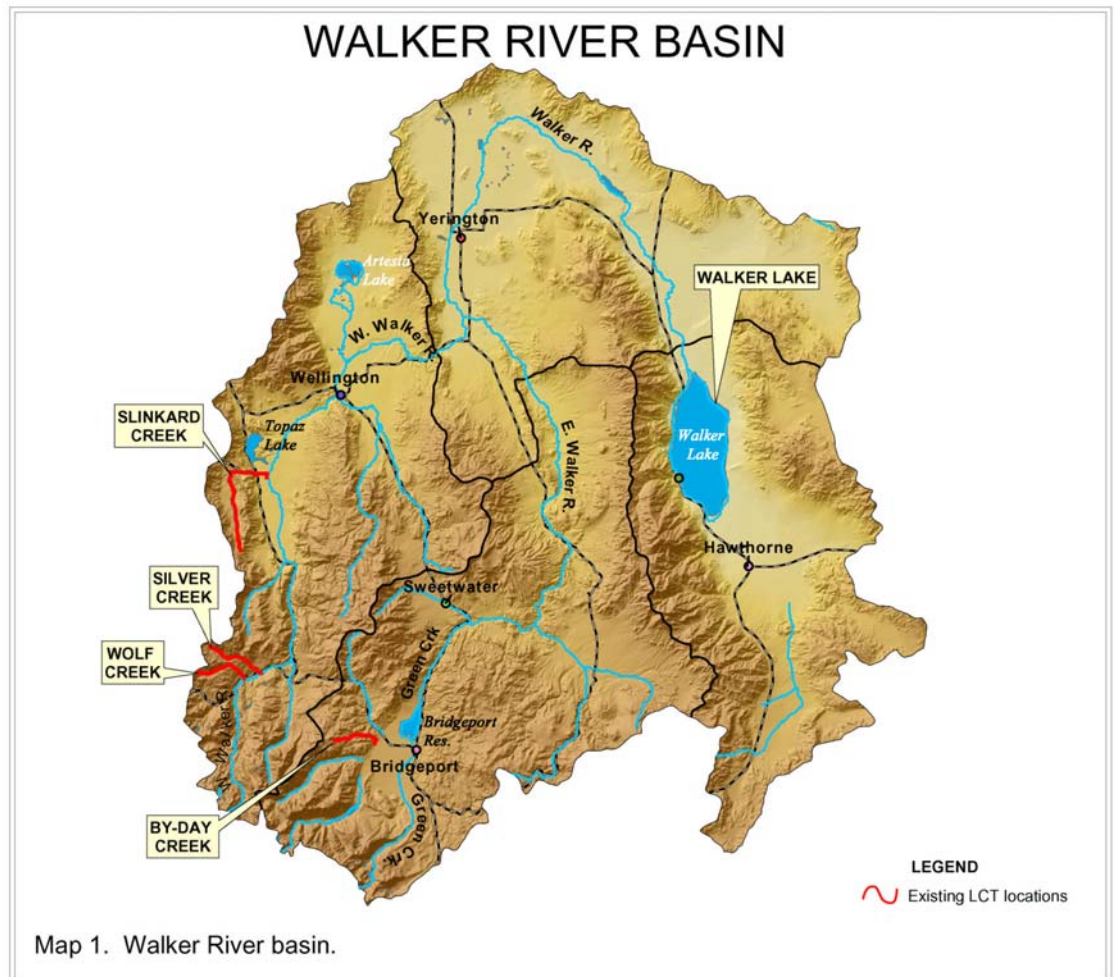 WALKER RIVER BASIN
Walker R.
Yerington
Artesia
Lake
WALKER LAKE
W. Walker R.
Wellington
SLINKARD
CREEK
Topaz
Lake
E. Walker R.
Walker
Lake
Hawthorne
SILVER
CREEK
Sweetwater
WOLF
CREEK
Green Crk
W. Walker R.
Bridgeport
Res.
Bridgeport
BY-DAY
CREEK
Green Crk.
LEGEND
Existing LCT locations
Map 1. Walker River basin.